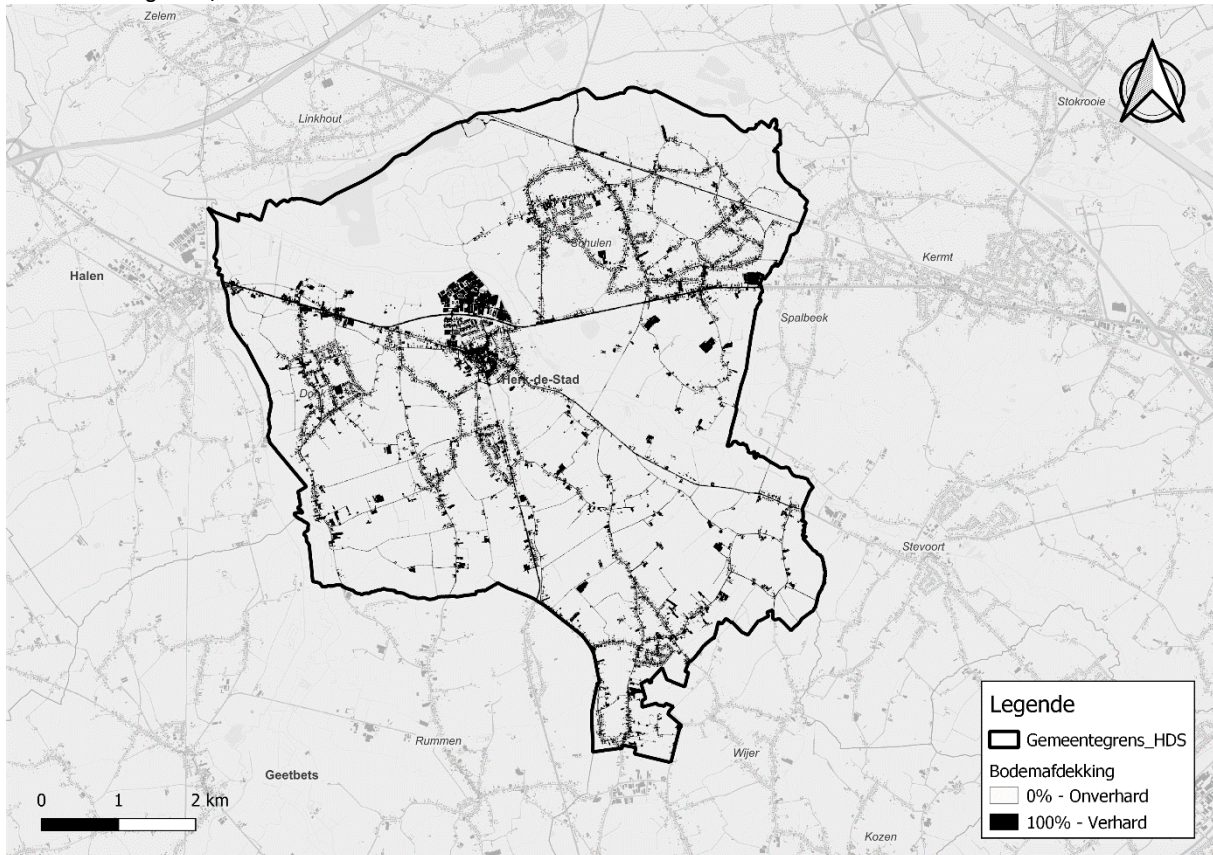 Zelem
Stokrooie
Linkhout
Halen
Schulen
Kermt
Spalbeek
Herk-de-Stad
Stevoort
Legende
Gemeentegrens_HDS
Bodemafdekking
0% - Onverhard
100% - Verhard
Rummen
Wijer
Geetbets
0 1 2 km
Kozen